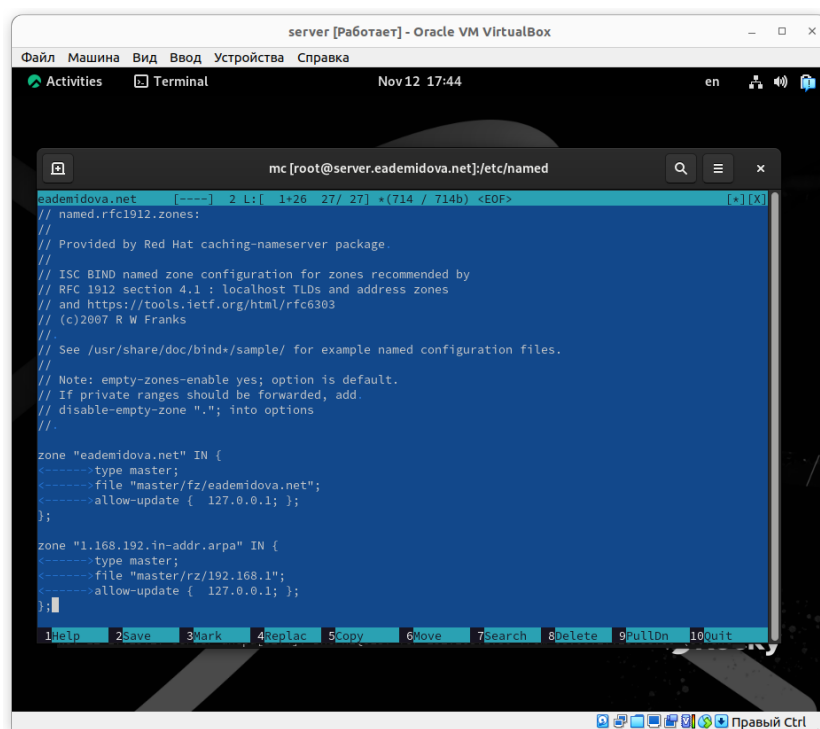 server [Работает] - Oracle VM VirtualBox
Файл Машина Вид Ввод Устройства Справка
Activities Terminal Nov 12 17:44 en
mc [root@server.eademidova.net]:/etc/named
eademidova.net [----] 2 L:[ 1+26 27/ 27] *(714 / 714b) <EOF> [*][X]
// named.rfc1912.zones:
//
// Provided by Red Hat caching-nameserver package.
//
// ISC BIND named zone configuration for zones recommended by
// RFC 1912 section 4.1 : localhost TLDs and address zones
// and https://tools.ietf.org/html/rfc6303
// (c)2007 R W Franks
//.
// See /usr/share/doc/bind*/sample/ for example named configuration files.
//
// Note: empty-zones-enable yes; option is default.
// If private ranges should be forwarded, add.
// disable-empty-zone "."; into options
//.
zone "eademidova.net" IN {
<------>type master;
<------>file "master/fz/eademidova.net";
<------>allow-update { 127.0.0.1; };
};
zone "1.168.192.in-addr.arpa" IN {
<------>type master;
<------>file "master/rz/192.168.1";
<------>allow-update { 127.0.0.1; };
};
1Help 2Save 3Mark 4Replac 5Copy 6Move 7Search 8Delete 9PullDn 10Quit
Правый Ctrl